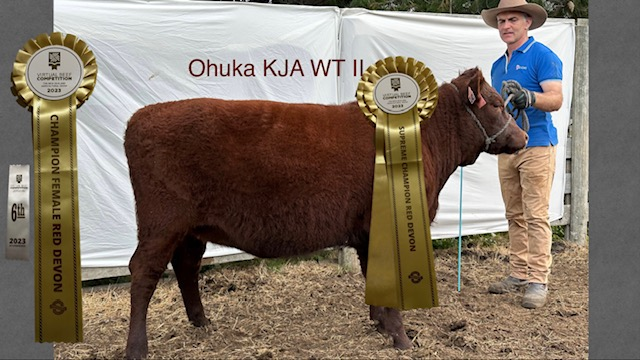 Ohuka KJA WT II
VIRTUAL BEEF
COMPETITION
2023
CHAMPION FEMALE RED DEVON
VIRTUAL BEEF
COMPETITION
2023
SUPREME CHAMPION RED DEVON
6th
2023